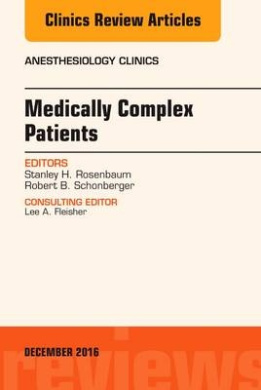 Clinics Review Articles
ANESTHESIOLOGY CLINICS
Medically Complex
Patients
EDITORS
Stanley H. Rosenbaum
Robert B. Schonberger
CONSULTING EDITOR
Lee A. Fleisher
DECEMBER 2016
reviews